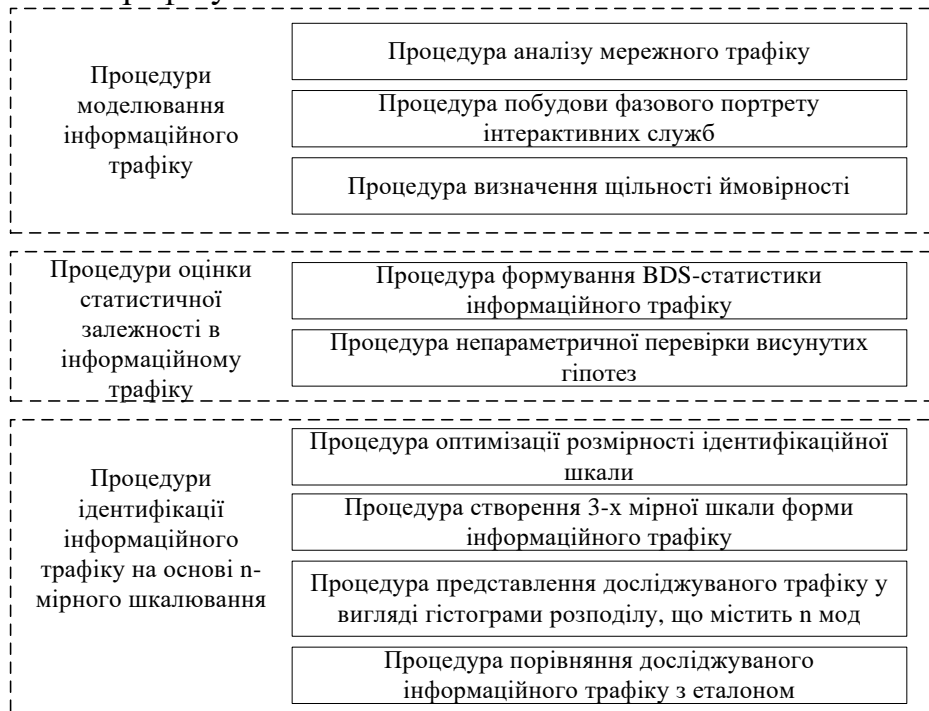 Процедури
моделювання
інформаційного
трафіку
Процедура аналізу мережного трафіку
Процедура побудови фазового портрету
інтерактивних служб
Процедура визначення щільності ймовірності
Процедури оцінки
статистичної
залежності в
інформаційному
трафіку
Процедура формування BDS-статистики
інформаційного трафіку
Процедура непараметричної перевірки висунутих
гіпотез
Процедури
ідентифікації
інформаційного
трафіку на основі n-
мірного шкалювання
Процедура оптимізації розмірності ідентифікаційної
шкали
Процедура створення 3-х мірної шкали форми
інформаційного трафіку
Процедура представлення досліджуваного трафіку у
вигляді гістограми розподілу, що містить n мод
Процедура порівняння досліджуваного
інформаційного трафіку з еталоном